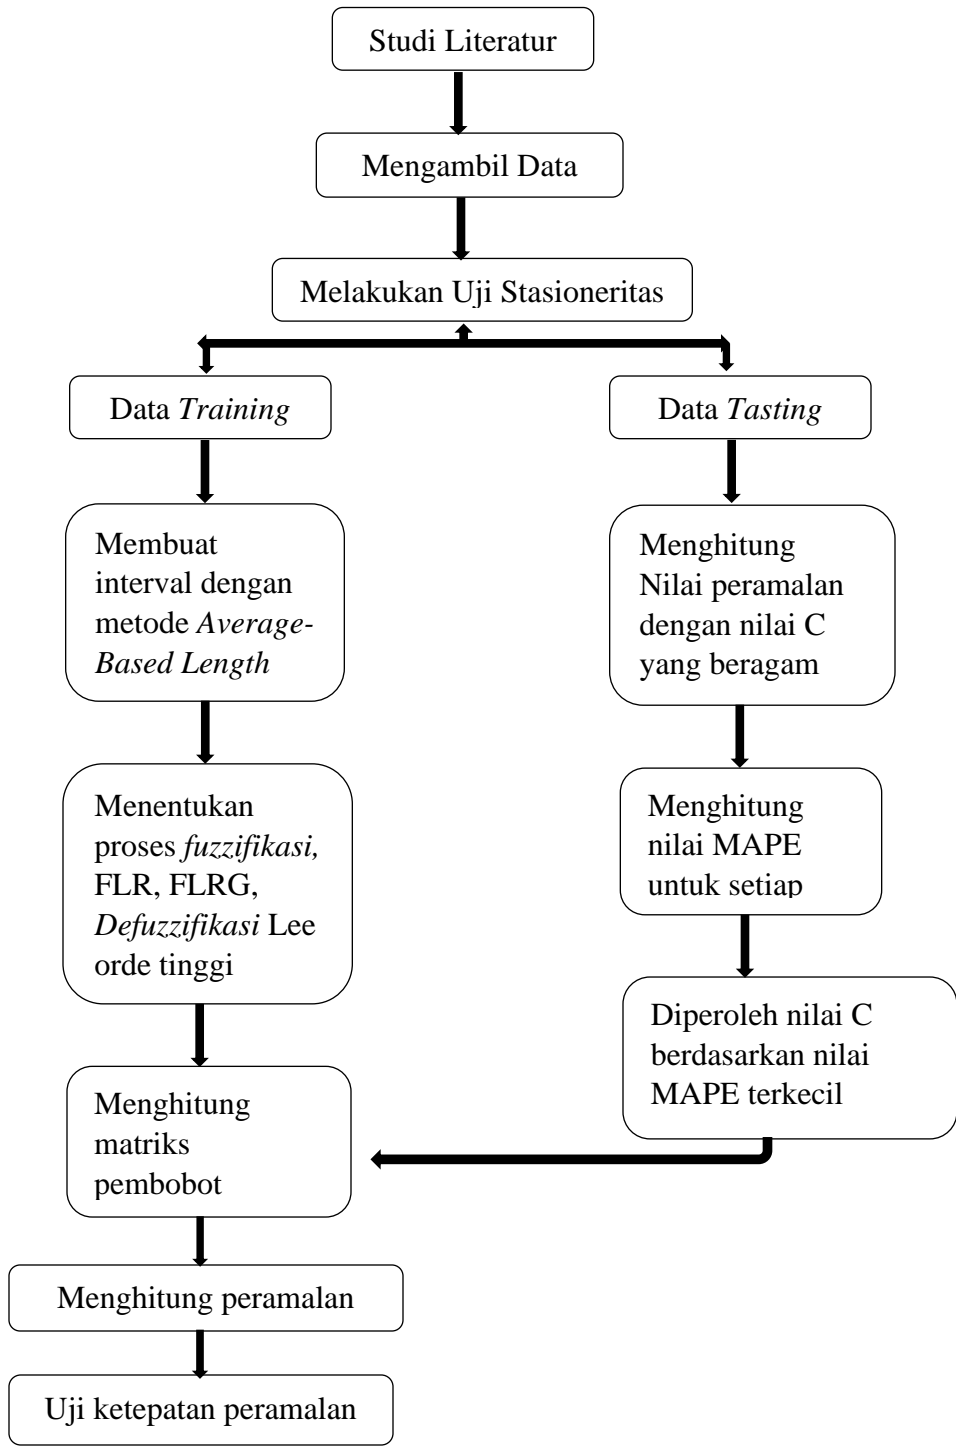 Studi Literatur
Mengambil Data
Melakukan Uji Stasioneritas
Data Training
Data Tasting
Membuat
interval dengan
metode Average-
Based Length
Menghitung
Nilai peramalan
dengan nilai C
yang beragam
Menentukan
proses fuzzifikasi,
FLR, FLRG,
Defuzzifikasi Lee
orde tinggi
Menghitung
nilai MAPE
untuk setiap
Diperoleh nilai C
berdasarkan nilai
MAPE terkecil
Menghitung
matriks
pembobot
Menghitung peramalan
Uji ketepatan peramalan